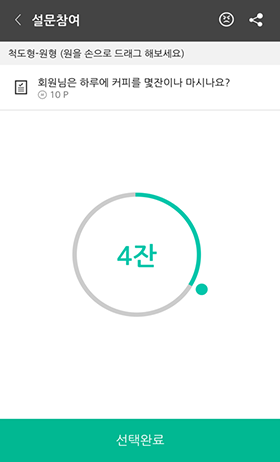 설문참여
척도형-원형 (원을 손으로 드래그 해보세요)
회원님은 하루에 커피를 몇잔이나 마시나요?
10 P
4잔
선택완료